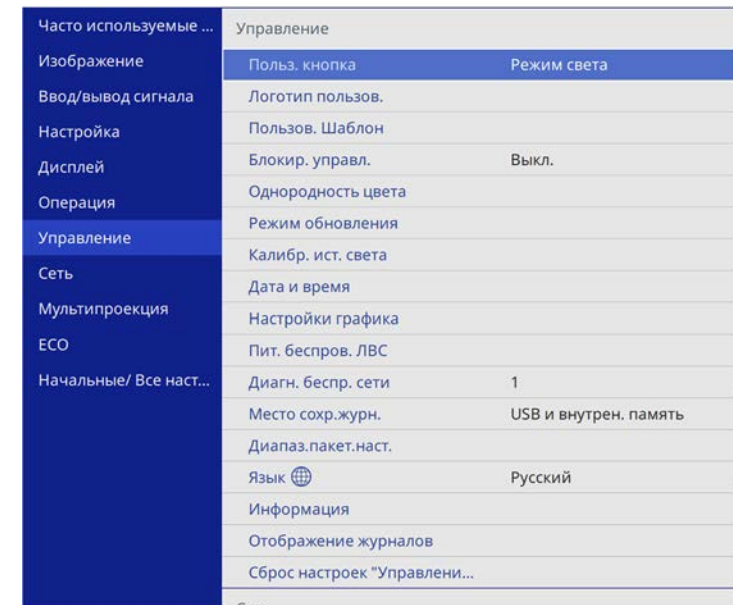 Часто используемые ...
Изображение
Ввод/вывод сигнала
Настройка
Дисплей
Операция
Управление
Сеть
Мультипроекция
ECO
Начальные/ Все наст...
Управление
Польз. кнопка Режим света
Логотип пользов.
Пользов. Шаблон
Блокир. управл. Выкл.
Однородность цвета
Режим обновления
Калибр. ист. света
Дата и время
Настройки графика
Пит. беспров. ЛВС
Диагн. беспр. сети 1
Место сохр.журн. USB и внутрен. память
Диапаз.пакет.наст.
Язык Русский
Информация
Отображение журналов
Сброс настроек "Управлени...